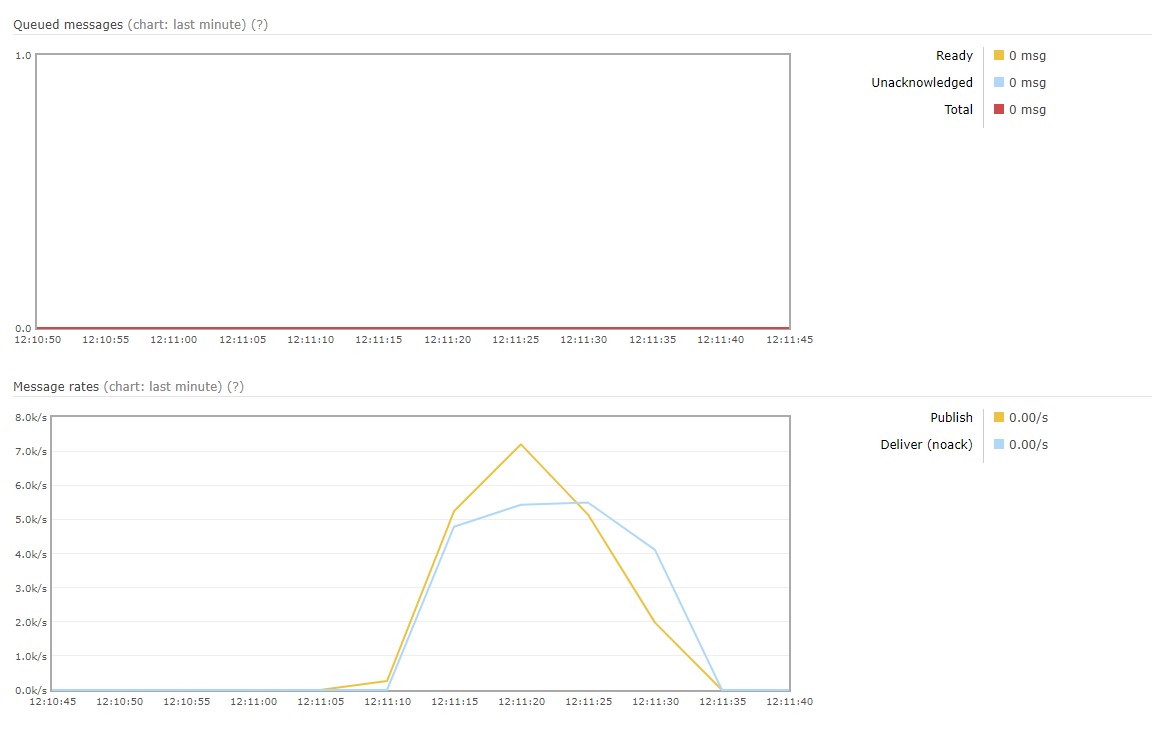 Queued messages (chart: last minute) (?)
1.0
0.0
12:10:50 12:10:55 12:11:00 12:11:05 12:11:10 12:11:15 12:11:20 12:11:25 12:11:30 12:11:35 12:11:40 12:11:45
Ready 0 msg
Unacknowledged 0 msg
Total 0 msg
Message rates (chart: last minute) (?)
8.0k/s
7.0k/s
6.0k/s
5.0k/s
4.0k/s
3.0k/s
2.0k/s
1.0k/s
0.0k/s
12:10:45 12:10:50 12:10:55 12:11:00 12:11:05 12:11:10 12:11:15 12:11:20 12:11:25 12:11:30 12:11:35 12:11:40
Publish 0.00/s
Deliver (noack) 0.00/s